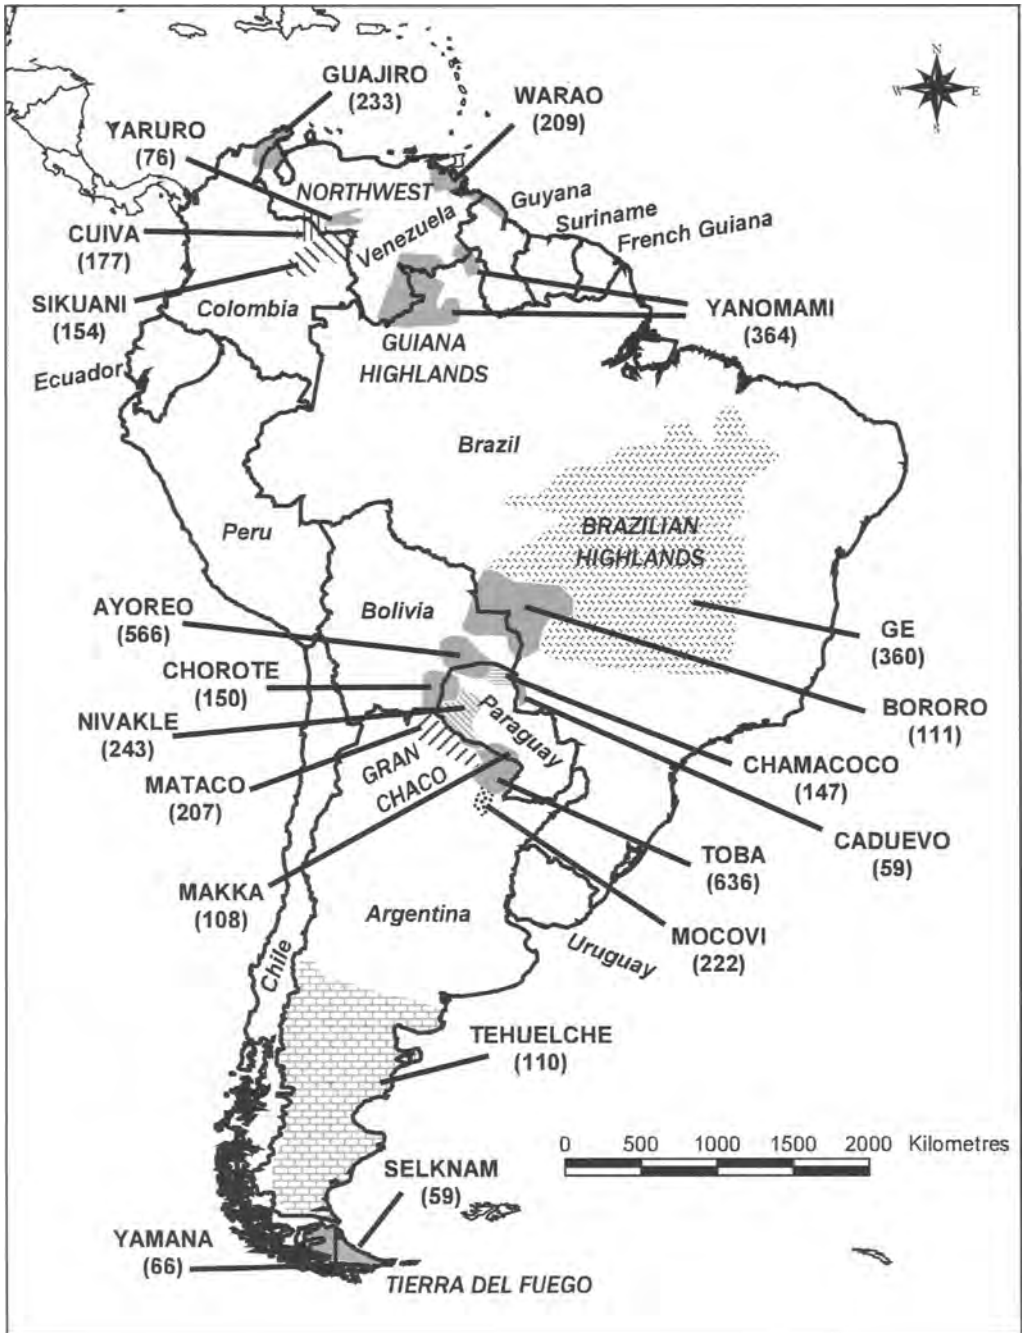 N
W
E
S
GUAJIRO
(233)
WARAO
(209)
YARURO
(76)
NORTHWEST
Guyana
Suriname
French Guiana
Venezuela
CUIVA
(177)
SIKUANI
(154)
Colombia
YANOMAMI
(364)
GUIANA
HIGHLANDS
Ecuador
Brazil
Peru
BRAZILIAN
HIGHLANDS
Bolivia
AYOREO
(566)
GE
(360)
CHOROTE
(150)
BORORO
(111)
NIVAKLE
(243)
Paraguay
CHAMACOCO
(147)
MATACO
(207)
GRAN
CHACO
CADUEVO
(59)
TOBA
(636)
MAKKA
(108)
Argentina
MOCOVI
(222)
Uruguay
Chile
TEHUELCHE
(110)
0 500 1000 1500 2000 Kilometres
SELKNAM
(59)
YAMANA
(66)
TIERRA DEL FUEGO